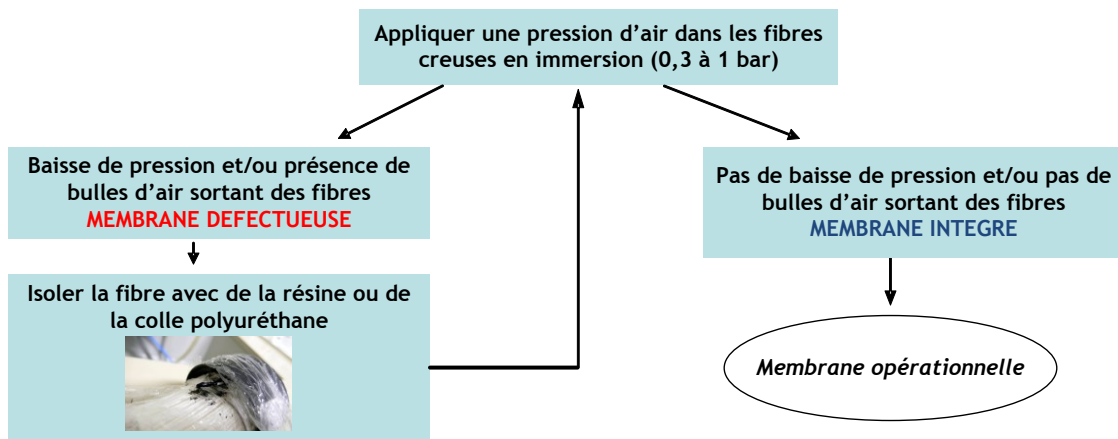 Appliquer une pression d’air dans les fibres
creuses en immersion (0,3 à 1 bar)
Baisse de pression et/ou présence de
bulles d’air sortant des fibres
MEMBRANE DEFECTUEUSE
Pas de baisse de pression et/ou pas de
bulles d’air sortant des fibres
MEMBRANE INTEGRE
Isoler la fibre avec de la résine ou de
la colle polyuréthane
Membrane opérationnelle